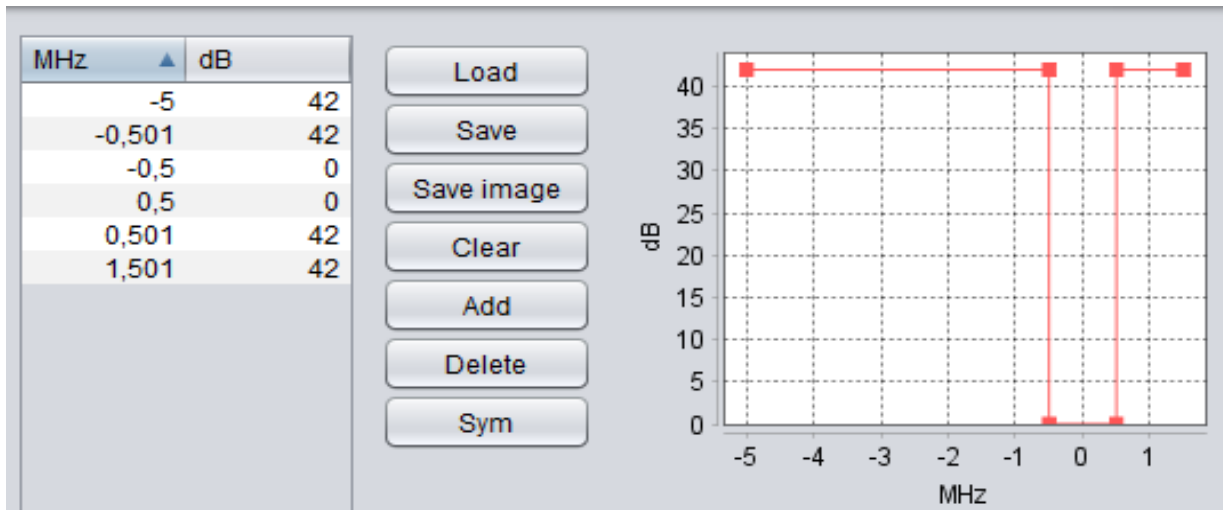 MHz dB
-5 42
-0,501 42
-0,5 0
0,5 0
0,501 42
1,501 42
Load
Save
Save image
Clear
Add
Delete
Sym
dB
40
35
30
25
20
15
10
5
0
-5 -4 -3 -2 -1 0 1
MHz